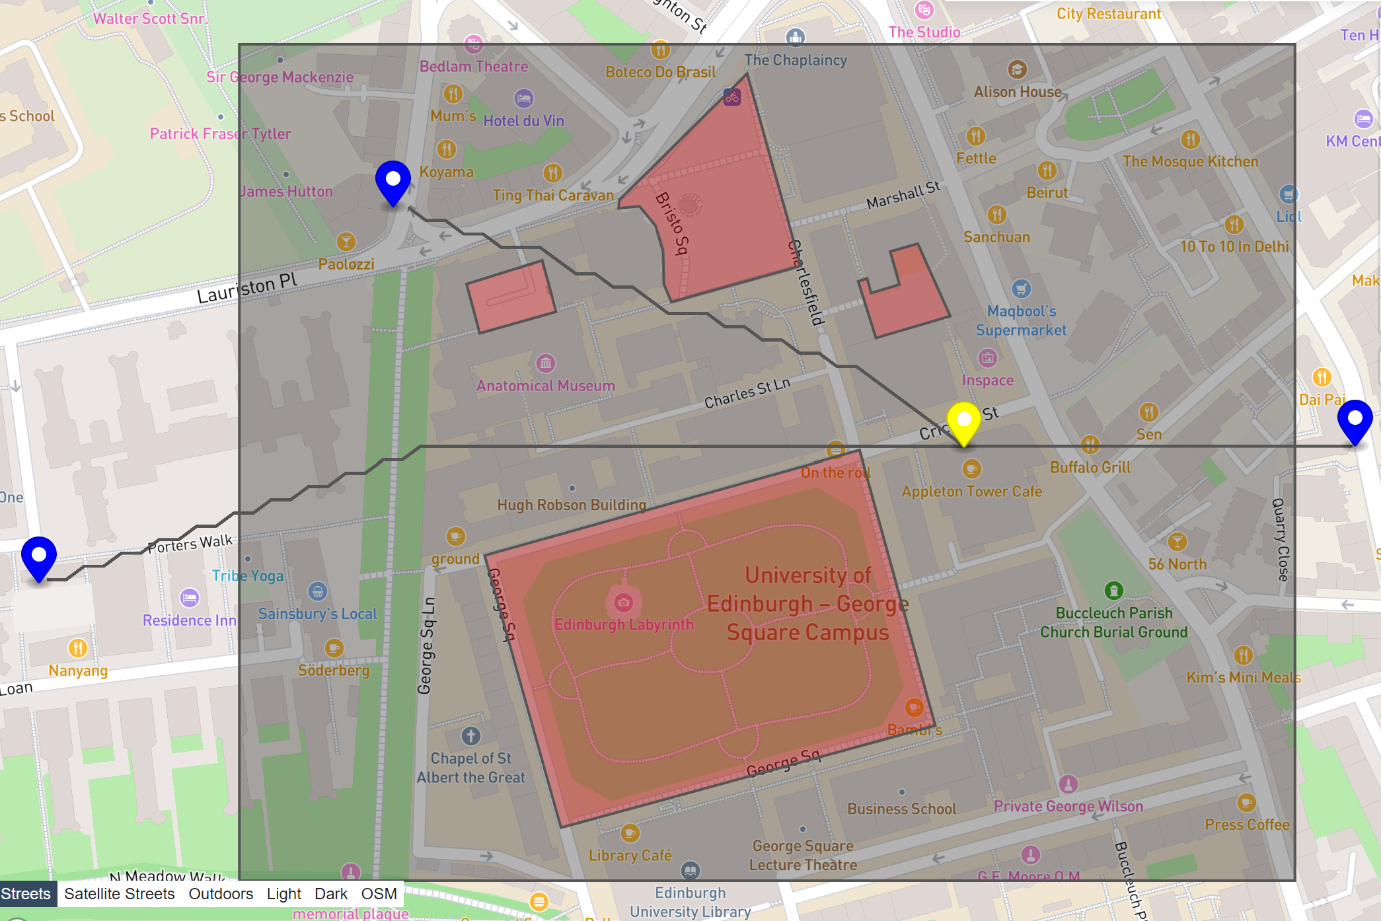 Walter Scott Snr.
ghton St
The Studio
City Restaurant
Ten H
Bedlam Theatre
Boteco Do Brasil
The Chaplaincy
Sir George Mackenzie
Alison House
s School
Mum's
Hotel du Vin
Patrick Fraser Tytler
KM Cent
Fettle
The Mosque Kitchen
Koyama
Ting Thai Caravan
James Hutton
Marshall St
Beirut
Bristo Sq
Sanchuan
Lidl
10 To 10 In Delhi
Paolozzi
Charlesfield
Lauriston Pl
Mak
Maqbool's
Supermarket
Anatomical Museum
Inspace
Charles St Ln
Dai Pai
St
Sen
On the roll
Buffalo Grill
One
Hugh Robson Building
Appleton Tower Cafe
Quarry Close
Porters Walk
ground
56 North
Tribe Yoga
George Sq
University of
Edinburgh – George
Square Campus
Sainsbury's Local
Residence Inn
Edinburgh Labyrinth
Buccleuch Parish
Church Burial Ground
George Sq Ln
Nanyang
Söderberg
Kim's Mini Meals
Loan
Bambi's
Chapel of St
Albert the Great
George Sq
Business School
Private George Wilson
Press Coffee
Library Café
George Square
Lecture Theatre
Buccleuch Pl
N Meadow Walk
G.F. Moore O.M.
Edinburgh
University Library
Streets Satellite Streets Outdoors Light Dark OSM
memorial plaque